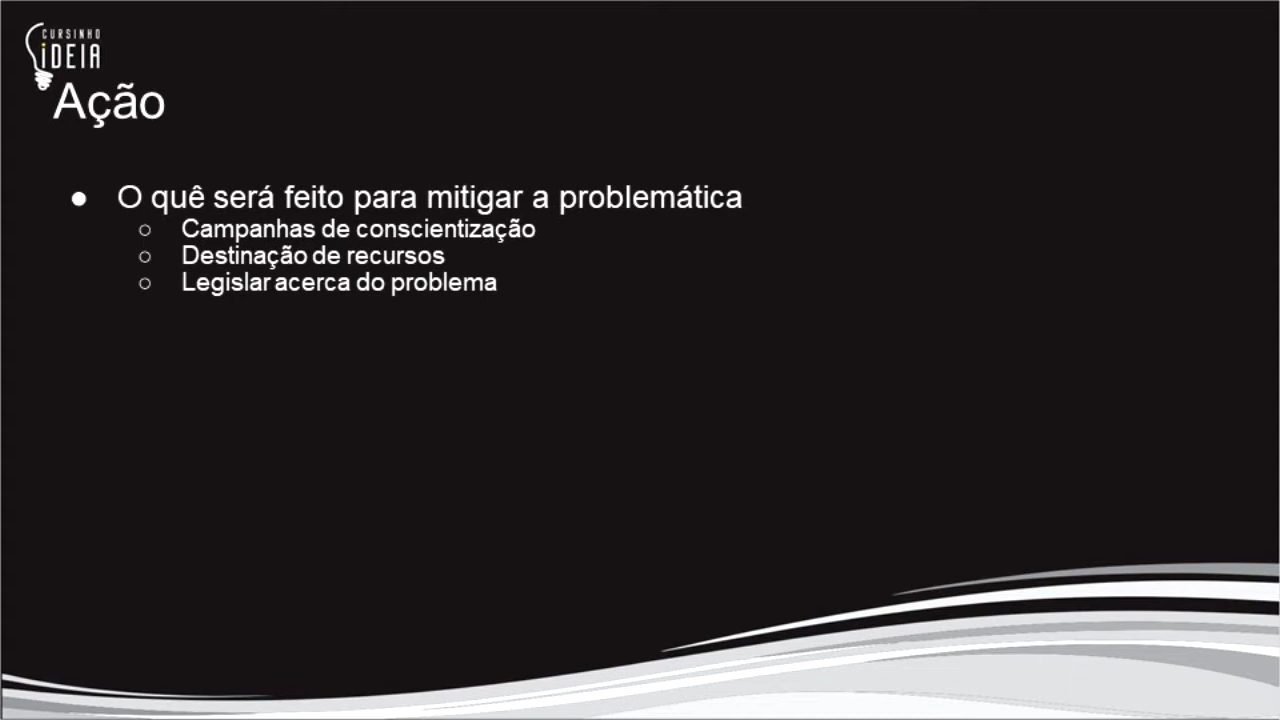 CURSINHO
iDEIA
Ação
● O quê será feito para mitigar a problemática
○ Campanhas de conscientização
○ Destinação de recursos
○ Legislar acerca do problema